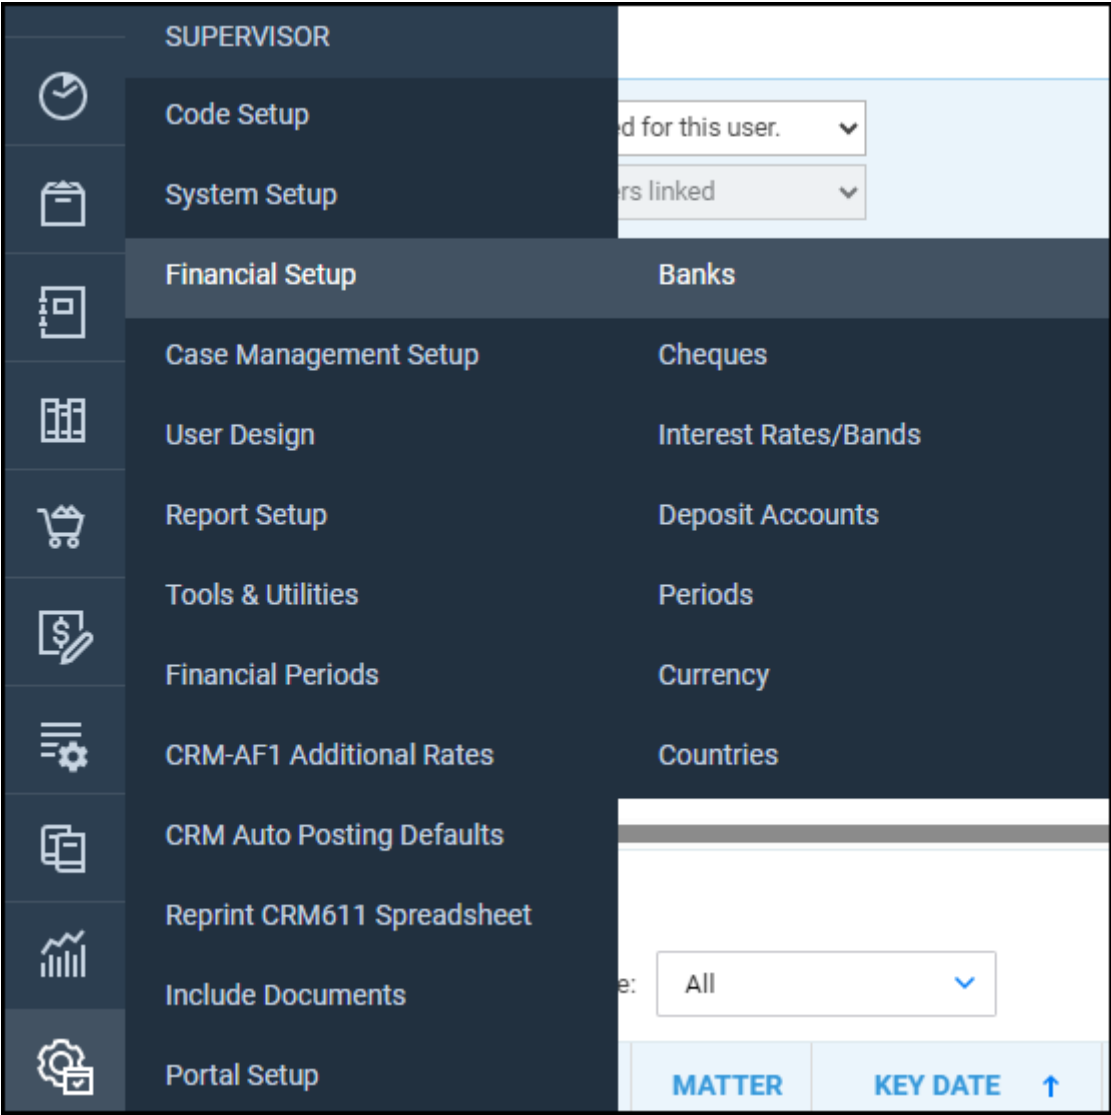 SUPERVISOR
Code Setup
ed for this user.
System Setup
ers linked
Financial Setup
Banks
Case Management Setup
Cheques
User Design
Interest Rates/Bands
Report Setup
Deposit Accounts
Tools & Utilities
Periods
Financial Periods
Currency
CRM-AF1 Additional Rates
Countries
CRM Auto Posting Defaults
Reprint CRM611 Spreadsheet
Include Documents
e: All
Portal Setup
MATTER KEY DATE ↑